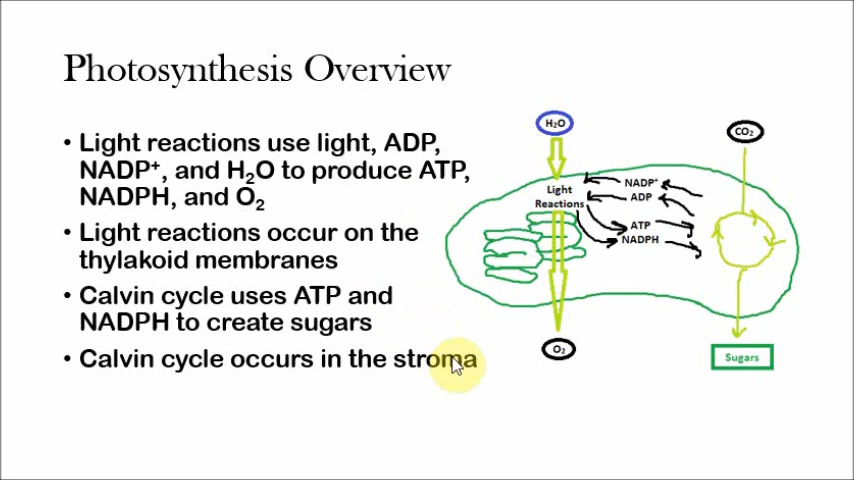 Photosynthesis Overview
• Light reactions use light, ADP,
NADP⁺, and H₂O to produce ATP,
NADPH, and O₂
• Light reactions occur on the
thylakoid membranes
• Calvin cycle uses ATP and
NADPH to create sugars
• Calvin cycle occurs in the stroma
H₂O
CO₂
Light
Reactions
NADP⁺
ADP
ATP
NADPH
O₂
Sugars